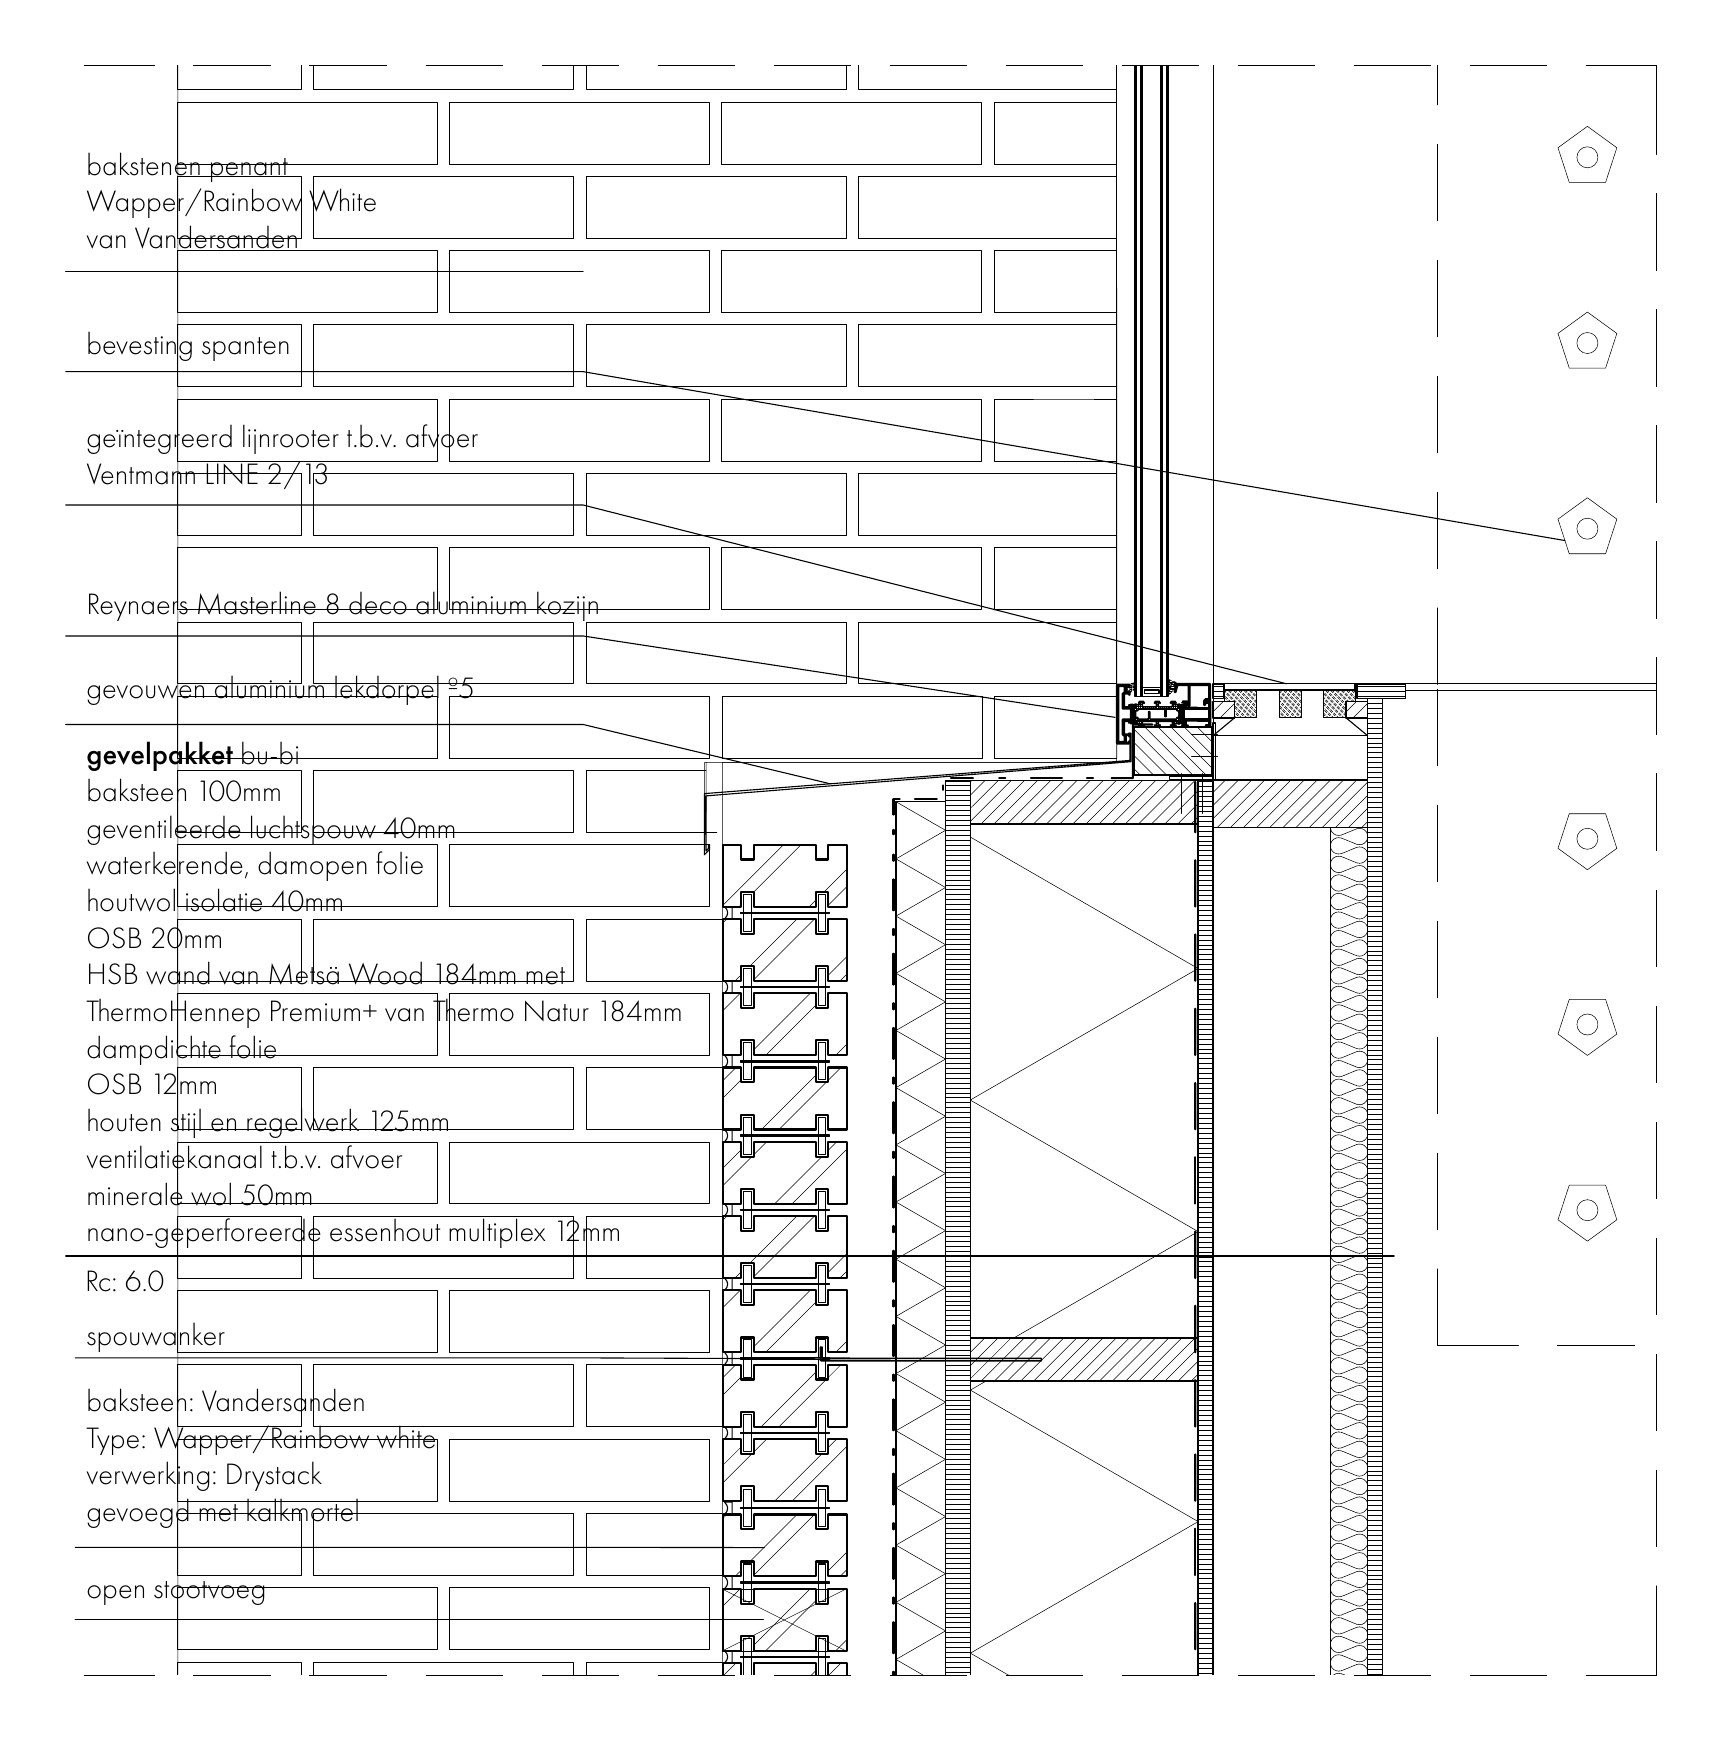 bakstenen penant
Wapper/Rainbow White
van Vandersanden
bevesting spanten
geïntegreerd lijnrooter t.b.v. afvoer
Ventmann LINE 2/13
Reynaers Masterline 8 deco aluminium kozijn
gevouwen aluminium lekdorpel º5
gevelpakket bu-bi
baksteen 100mm
geventileerde luchtspouw 40mm
waterkerende, damopen folie
houtwol isolatie 40mm
OSB 20mm
HSB wand van Metsä Wood 184mm met
ThermoHennep Premium+ van Thermo Natur 184mm
dampdichte folie
OSB 12mm
houten stijl en regelwerk 125mm
ventilatiekanaal t.b.v. afvoer
minerale wol 50mm
nano-geperforeerde essenhout multiplex 12mm
Rc: 6.0
spouwanker
baksteen: Vandersanden
Type: Wapper/Rainbow white
verwerking: Drystack
gevoegd met kalkmortel
open stootvoeg